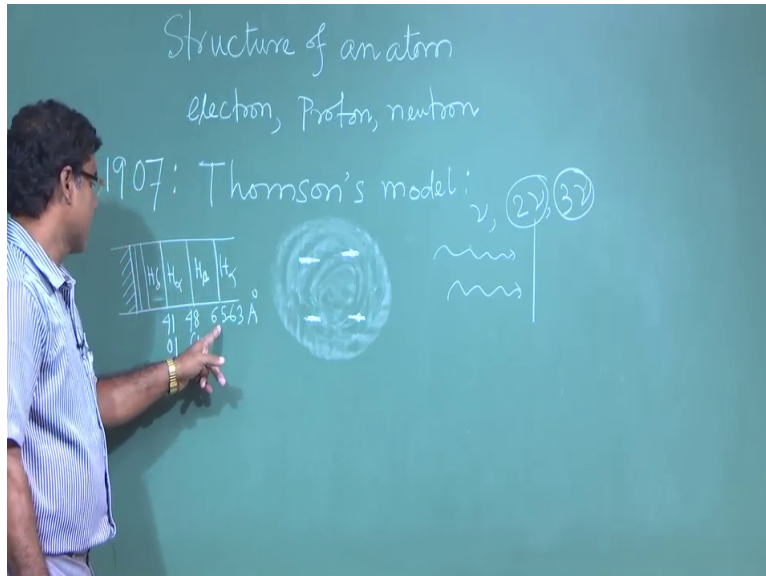 Structure of an atom
electron, Proton, neutron
1907: Thomson's model:
ν, 2ν, 3ν
Hδ Hα Hβ Hα
41 48 6563 Å
01